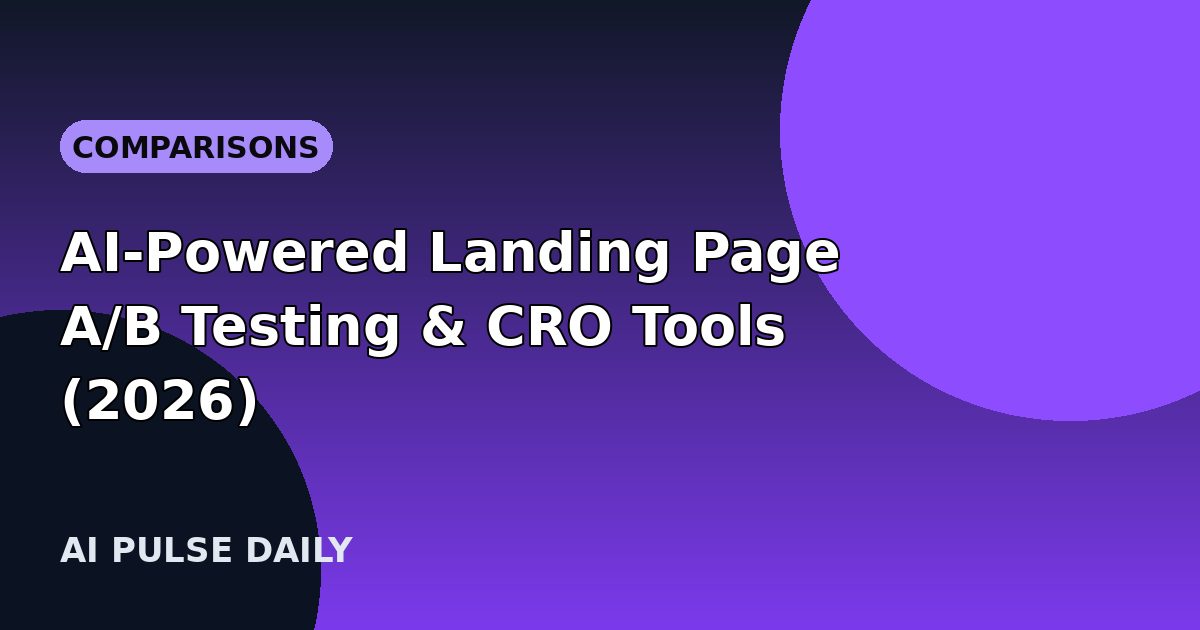 COMPARISONS
AI-Powered Landing Page
A/B Testing & CRO Tools
(2026)
AI PULSE DAILY